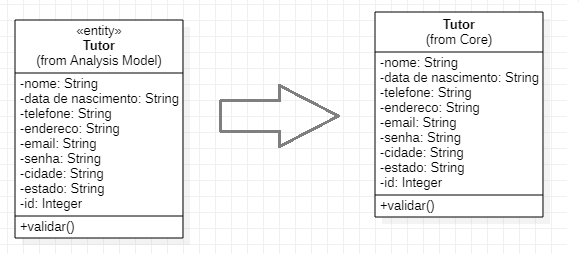 «entity»
Tutor
(from Analysis Model)
-nome: String
-data de nascimento: String
-telefone: String
-endereco: String
-email: String
-senha: String
-cidade: String
-estado: String
-id: Integer
+validar()
Tutor
(from Core)
-nome: String
-data de nascimento: String
-telefone: String
-endereco: String
-email: String
-senha: String
-cidade: String
-estado: String
-id: Integer
+validar()